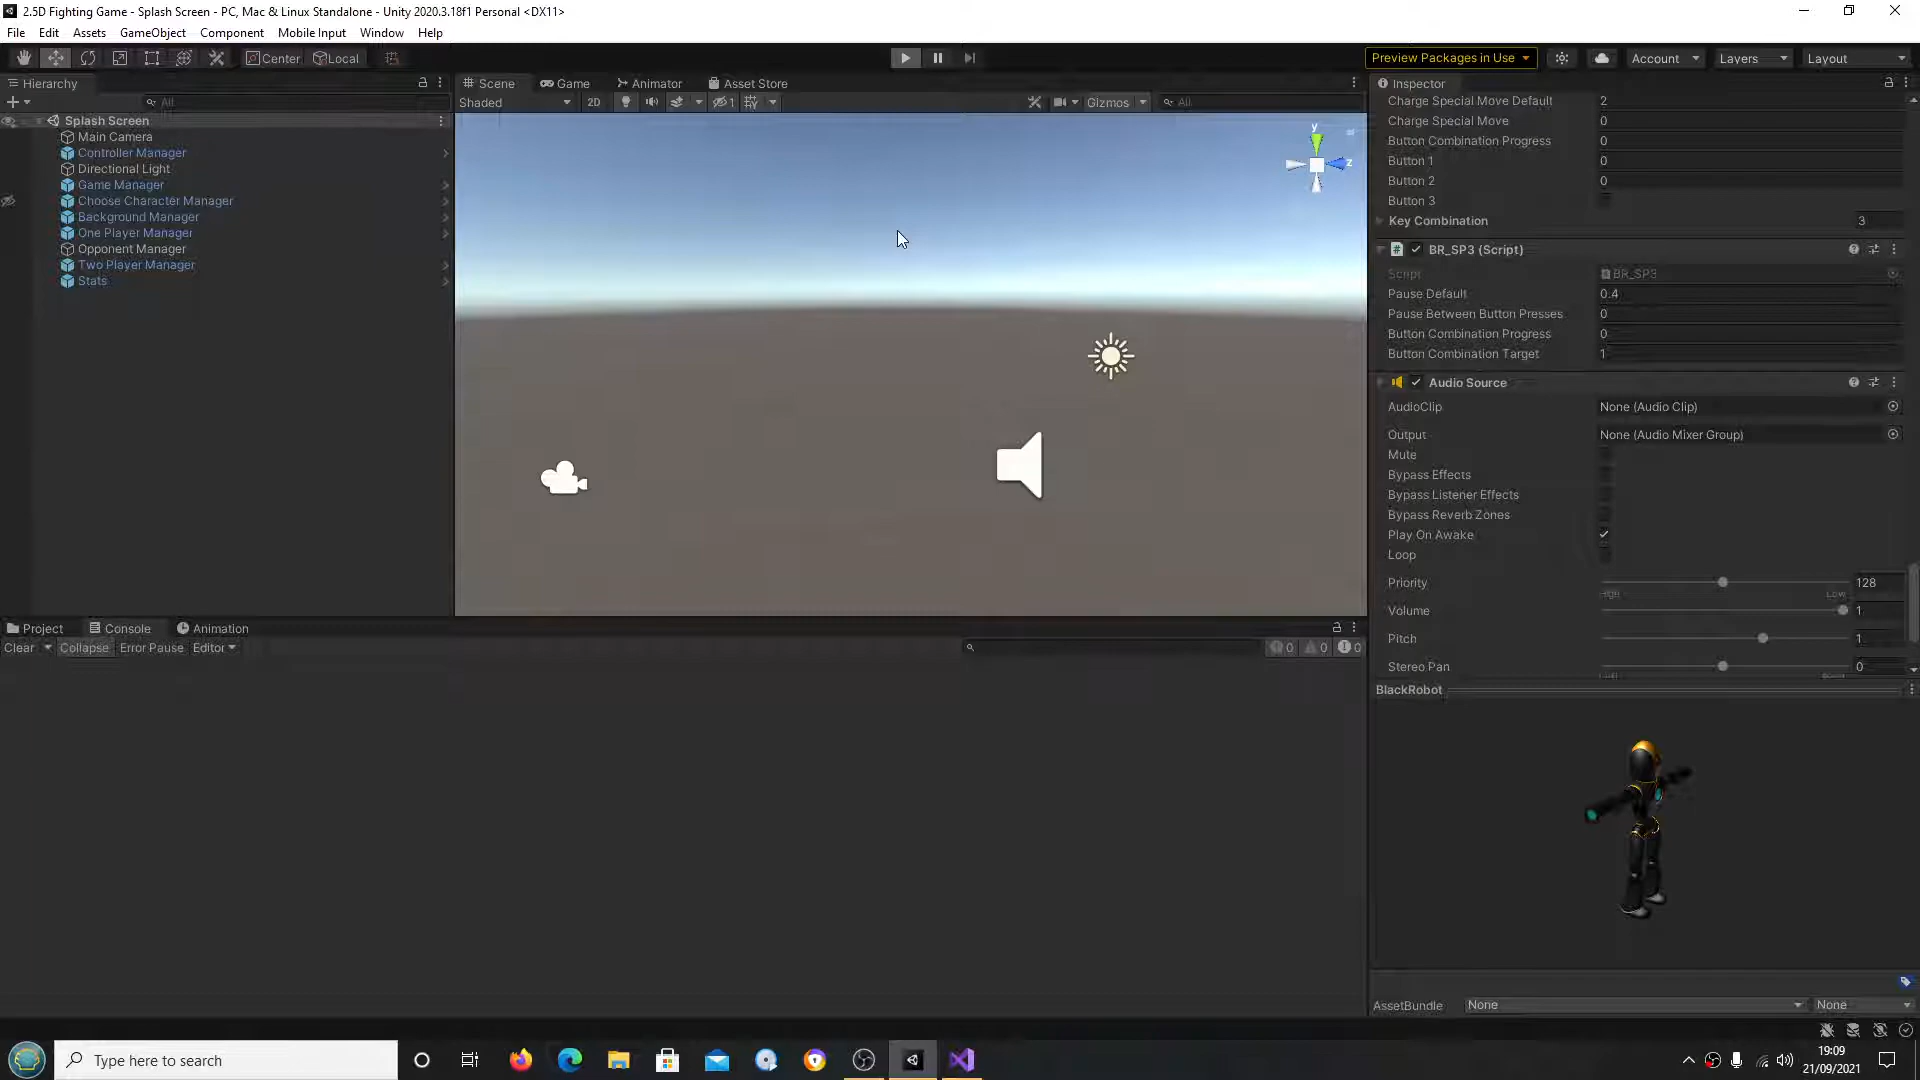 2.5D Fighting Game - Splash Screen - PC, Mac & Linux Standalone - Unity 2020.3.18f1 Personal <DX11>
File Edit Assets GameObject Component Mobile Input Window Help
Center Local Preview Packages in Use Account Layers Layout
Hierarchy Scene Game Animator Asset Store Inspector
All Shaded 2D 1 Gizmos All
Splash Screen
Main Camera
Controller Manager
Directional Light
Game Manager
Choose Character Manager
Background Manager
One Player Manager
Opponent Manager
Two Player Manager
Stats
y
z
Charge Special Move Default 2
Charge Special Move 0
Button Combination Progress 0
Button 1 0
Button 2 0
Button 3
Key Combination 3
# BR_SP3 (Script)
Script BR_SP3
Pause Default 0.4
Pause Between Button Presses 0
Button Combination Progress 0
Button Combination Target 1
Audio Source
AudioClip None (Audio Clip)
Output None (Audio Mixer Group)
Mute
Bypass Effects
Bypass Listener Effects
Bypass Reverb Zones
Play On Awake
Loop
Priority 128
High Low
Volume 1
Pitch 1
Stereo Pan 0
Project Console Animation
Clear Collapse Error Pause Editor 0 0 0
BlackRobot
AssetBundle None None
Type here to search
19:09
21/09/2021